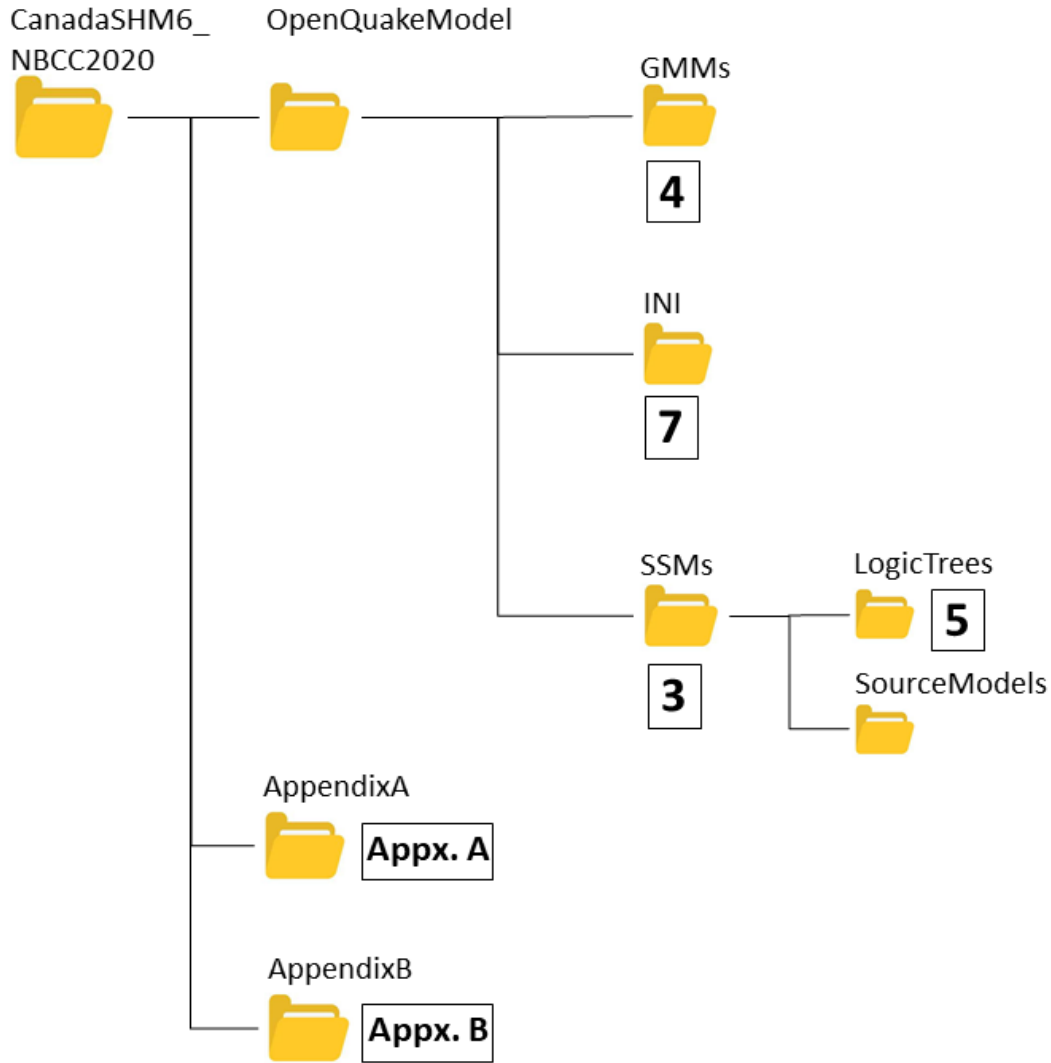 CanadaSHM6_
NBCC2020
OpenQuakeModel
GMMs
4
INI
7
SSMs
3
LogicTrees
5
SourceModels
AppendixA
Appx. A
AppendixB
Appx. B